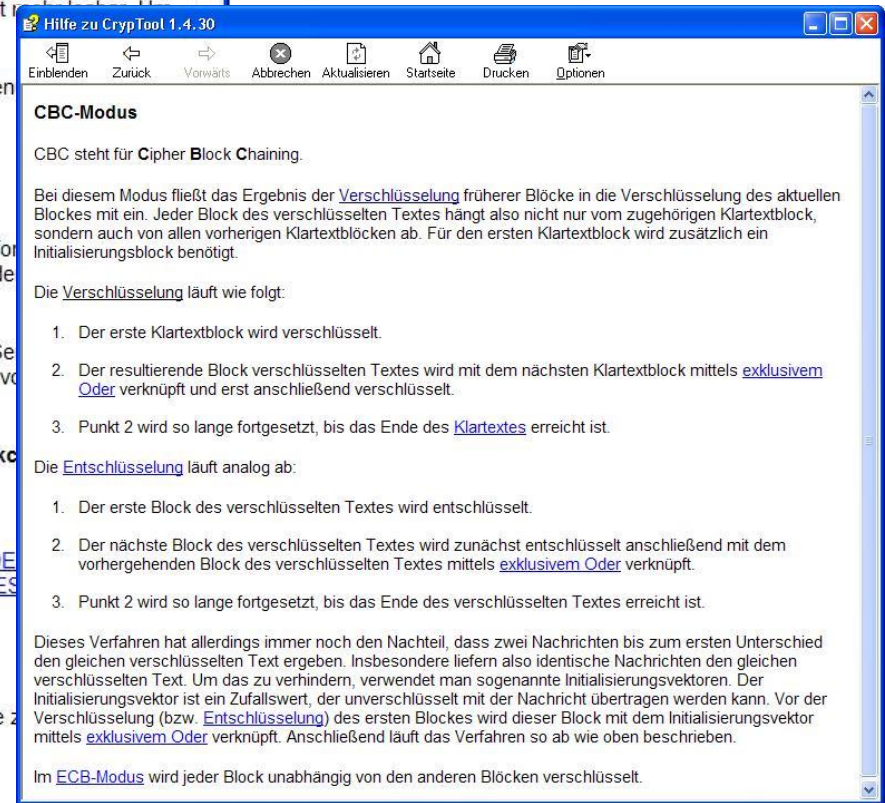 t mehr
Hilfe zu CrypTool 1.4.30
Einblenden Zurück Vorwärts Abbrechen Aktualisieren Startseite Drucken Optionen
CBC-Modus
CBC steht für Cipher Block Chaining.
Bei diesem Modus fließt das Ergebnis der Verschlüsselung früherer Blöcke in die Verschlüsselung des aktuellen
Blockes mit ein. Jeder Block des verschlüsselten Textes hängt also nicht nur vom zugehörigen Klartextblock,
sondern auch von allen vorherigen Klartextblöcken ab. Für den ersten Klartextblock wird zusätzlich ein
Initialisierungsblock benötigt.
Die Verschlüsselung läuft wie folgt:
1. Der erste Klartextblock wird verschlüsselt.
2. Der resultierende Block verschlüsselten Textes wird mit dem nächsten Klartextblock mittels exklusivem
Oder verknüpft und erst anschließend verschlüsselt.
3. Punkt 2 wird so lange fortgesetzt, bis das Ende des Klartextes erreicht ist.
Die Entschlüsselung läuft analog ab:
1. Der erste Block des verschlüsselten Textes wird entschlüsselt.
2. Der nächste Block des verschlüsselten Textes wird zunächst entschlüsselt anschließend mit dem
vorhergehenden Block des verschlüsselten Textes mittels exklusivem Oder verknüpft.
3. Punkt 2 wird so lange fortgesetzt, bis das Ende des verschlüsselten Textes erreicht ist.
Dieses Verfahren hat allerdings immer noch den Nachteil, dass zwei Nachrichten bis zum ersten Unterschied
den gleichen verschlüsselten Text ergeben. Insbesondere liefern also identische Nachrichten den gleichen
verschlüsselten Text. Um das zu verhindern, verwendet man sogenannte Initialisierungsvektoren. Der
Initialisierungsvektor ist ein Zufallswert, der unverschlüsselt mit der Nachricht übertragen werden kann. Vor der
Verschlüsselung (bzw. Entschlüsselung) des ersten Blockes wird dieser Block mit dem Initialisierungsvektor
mittels exklusivem Oder verknüpft. Anschließend läuft das Verfahren so ab wie oben beschrieben.
Im ECB-Modus wird jeder Block unabhängig von den anderen Blöcken verschlüsselt.